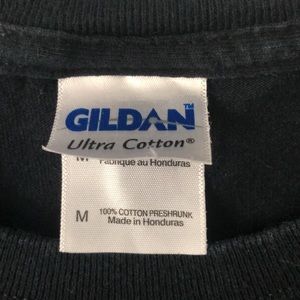 GILDAN™
Ultra Cotton®
Fabriqué au Honduras
M
100% COTTON PRESHRUNK
Made in Honduras